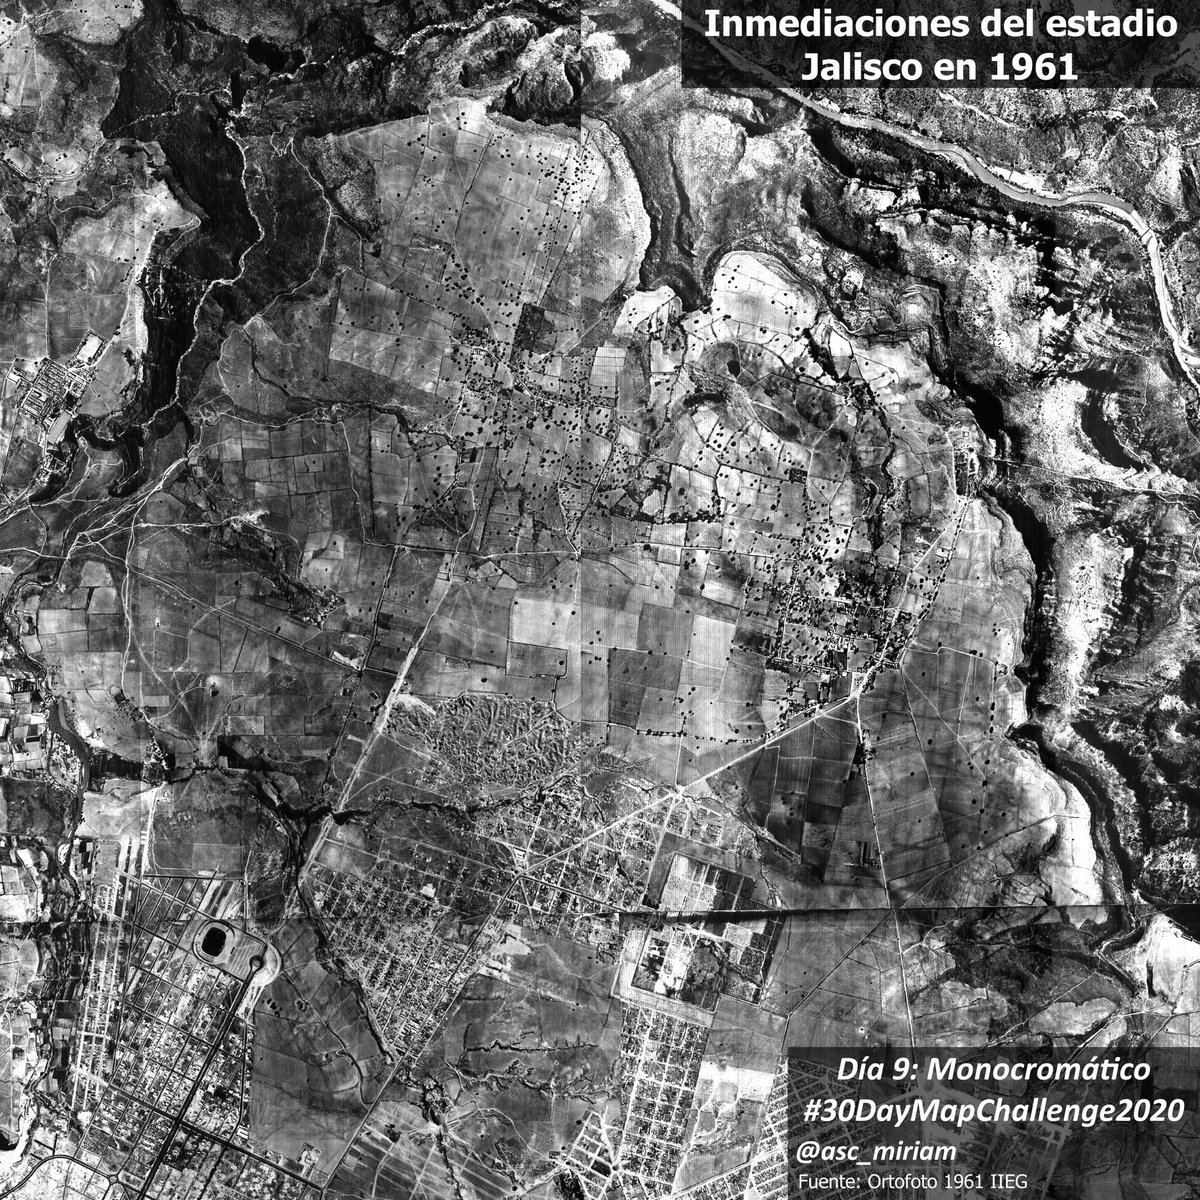 Inmediaciones del estadio
Jalisco en 1961
Día 9: Monocromático
#30DayMapChallenge2020
@asc_miriam
Fuente: Ortofoto 1961 IIEG